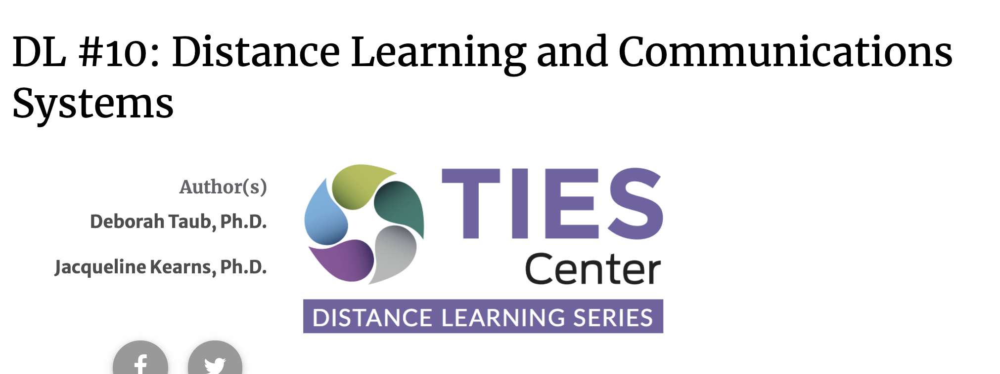 DL #10: Distance Learning and Communications
Systems
Author(s)
Deborah Taub, Ph.D.
Jacqueline Kearns, Ph.D.
TIES
Center
DISTANCE LEARNING SERIES